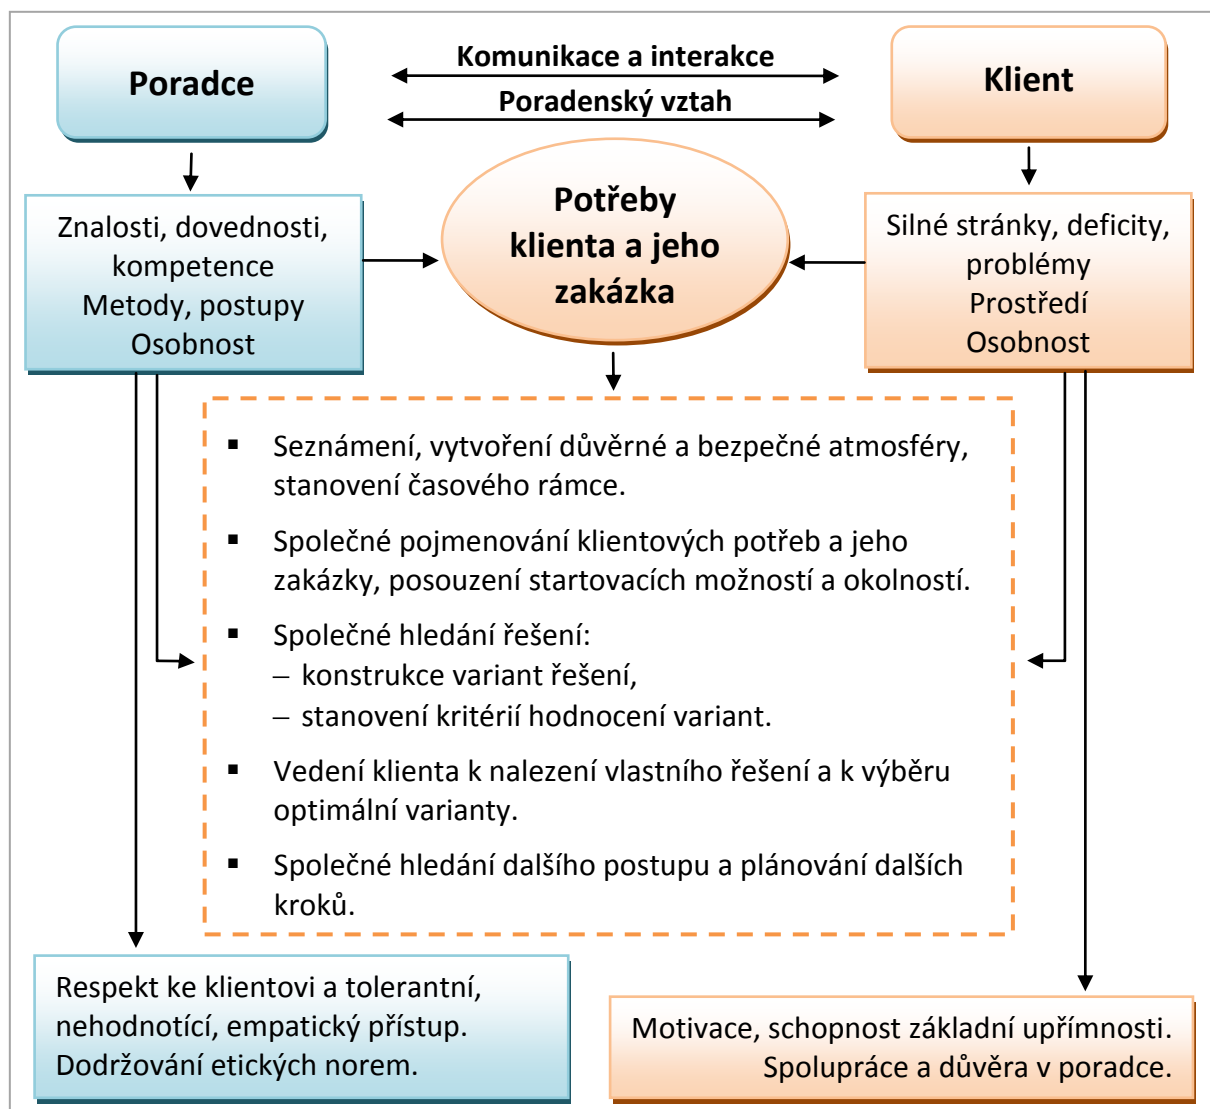 Poradce
Komunikace a interakce
Poradenský vztah
Klient
Znalosti, dovednosti,
kompetence
Metody, postupy
Osobnost
Potřeby
klienta a jeho
zakázka
Silné stránky, deficity,
problémy
Prostředí
Osobnost
▪ Seznámení, vytvoření důvěrné a bezpečné atmosféry,
stanovení časového rámce.
▪ Společné pojmenování klientových potřeb a jeho
zakázky, posouzení startovacích možností a okolností.
▪ Společné hledání řešení:
– konstrukce variant řešení,
– stanovení kritérií hodnocení variant.
▪ Vedení klienta k nalezení vlastního řešení a k výběru
optimální varianty.
▪ Společné hledání dalšího postupu a plánování dalších
kroků.
Respekt ke klientovi a tolerantní,
nehodnotící, empatický přístup.
Dodržování etických norem.
Motivace, schopnost základní upřímnosti.
Spolupráce a důvěra v poradce.